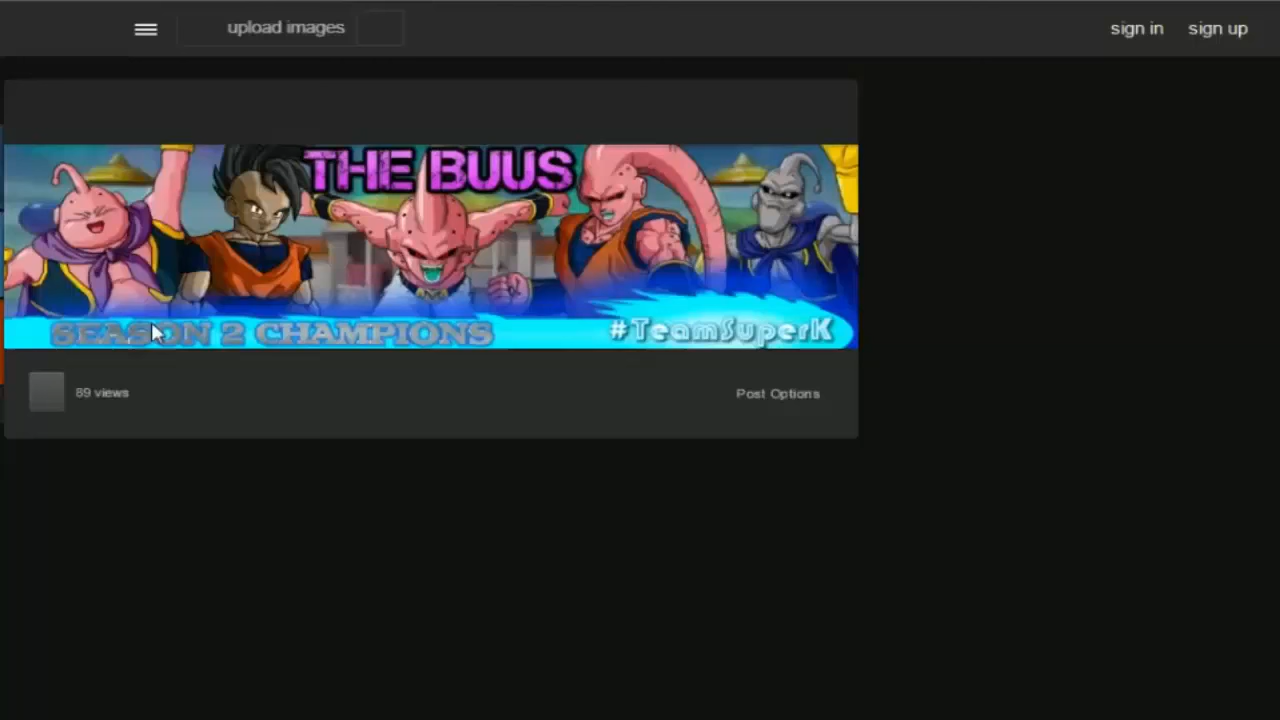 upload images
sign in
sign up
THE BUUS
SEASON 2 CHAMPIONS
#TeamSuperK
89 views
Post Options